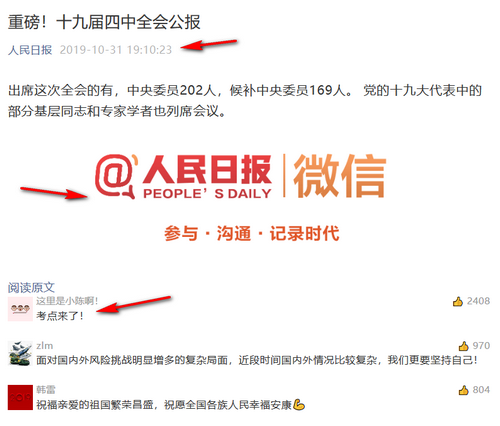 重磅！十九届四中全会公报
人民日报 2019-10-31 19:10:23
出席这次全会的有，中央委员202人，候补中央委员169人。 党的十九大代表中的
部分基层同志和专家学者也列席会议。
@人民日报 微信
PEOPLE'S DAILY
参与·沟通·记录时代
阅读原文
这里是小陈啊！ 2408
考点来了！
zlm 970
面对国内外风险挑战明显增多的复杂局面，近段时间国内外情况比较复杂，我们更要坚持自己！
韩雷 804
祝福亲爱的祖国繁荣昌盛，祝愿全国各族人民幸福安康💪